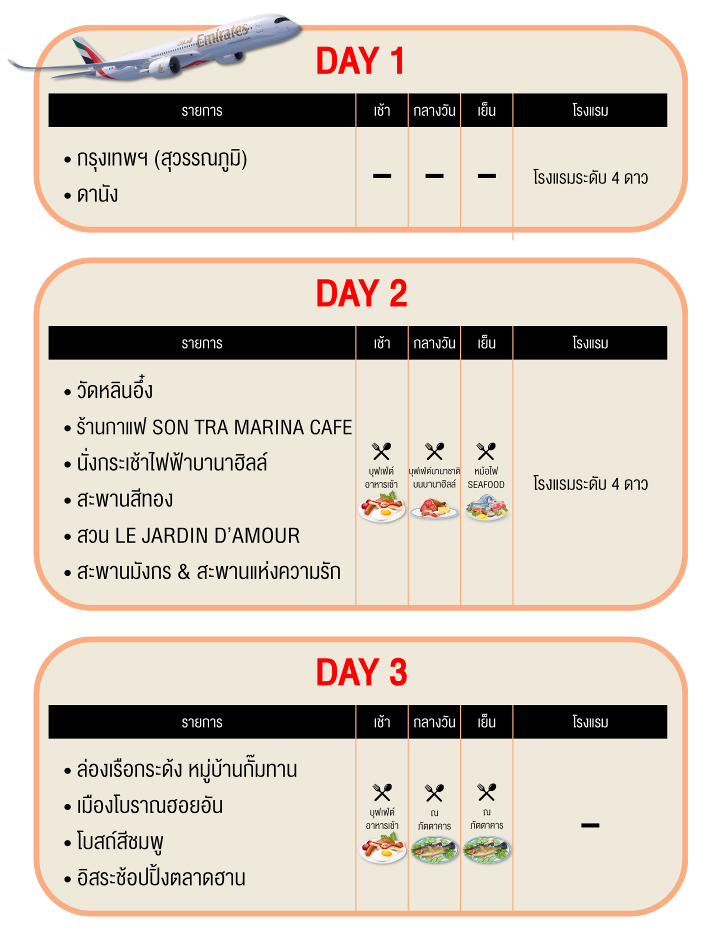 Emirates
DAY 1
รายการ เช้า กลางวัน เย็น โรงแรม
• กรุงเทพฯ (สุวรรณภูมิ)
• ดานัง
– – –
โรงแรมระดับ 4 ดาว
DAY 2
รายการ เช้า กลางวัน เย็น โรงแรม
• วัดหลินอึ๋ง
• ร้านกาแฟ SON TRA MARINA CAFE
• นั่งกระเช้าไฟฟ้าบานาฮิลล์
• สะพานสีทอง
• สวน LE JARDIN D’AMOUR
• สะพานมังกร & สะพานแห่งความรัก
บุฟเฟ่ต์
อาหารเช้า
บุฟเฟ่ต์นานาชาติ
บนบานาฮิลล์
หม้อไฟ
SEAFOOD
โรงแรมระดับ 4 ดาว
DAY 3
รายการ เช้า กลางวัน เย็น โรงแรม
• ล่องเรือกระด้ง หมู่บ้านกั๊มทาน
• เมืองโบราณฮอยอัน
• โบสถ์สีชมพู
• อิสระช้อปปิ้งตลาดฮาน
บุฟเฟ่ต์
อาหารเช้า
ณ
ภัตตาคาร
ณ
ภัตตาคาร
–